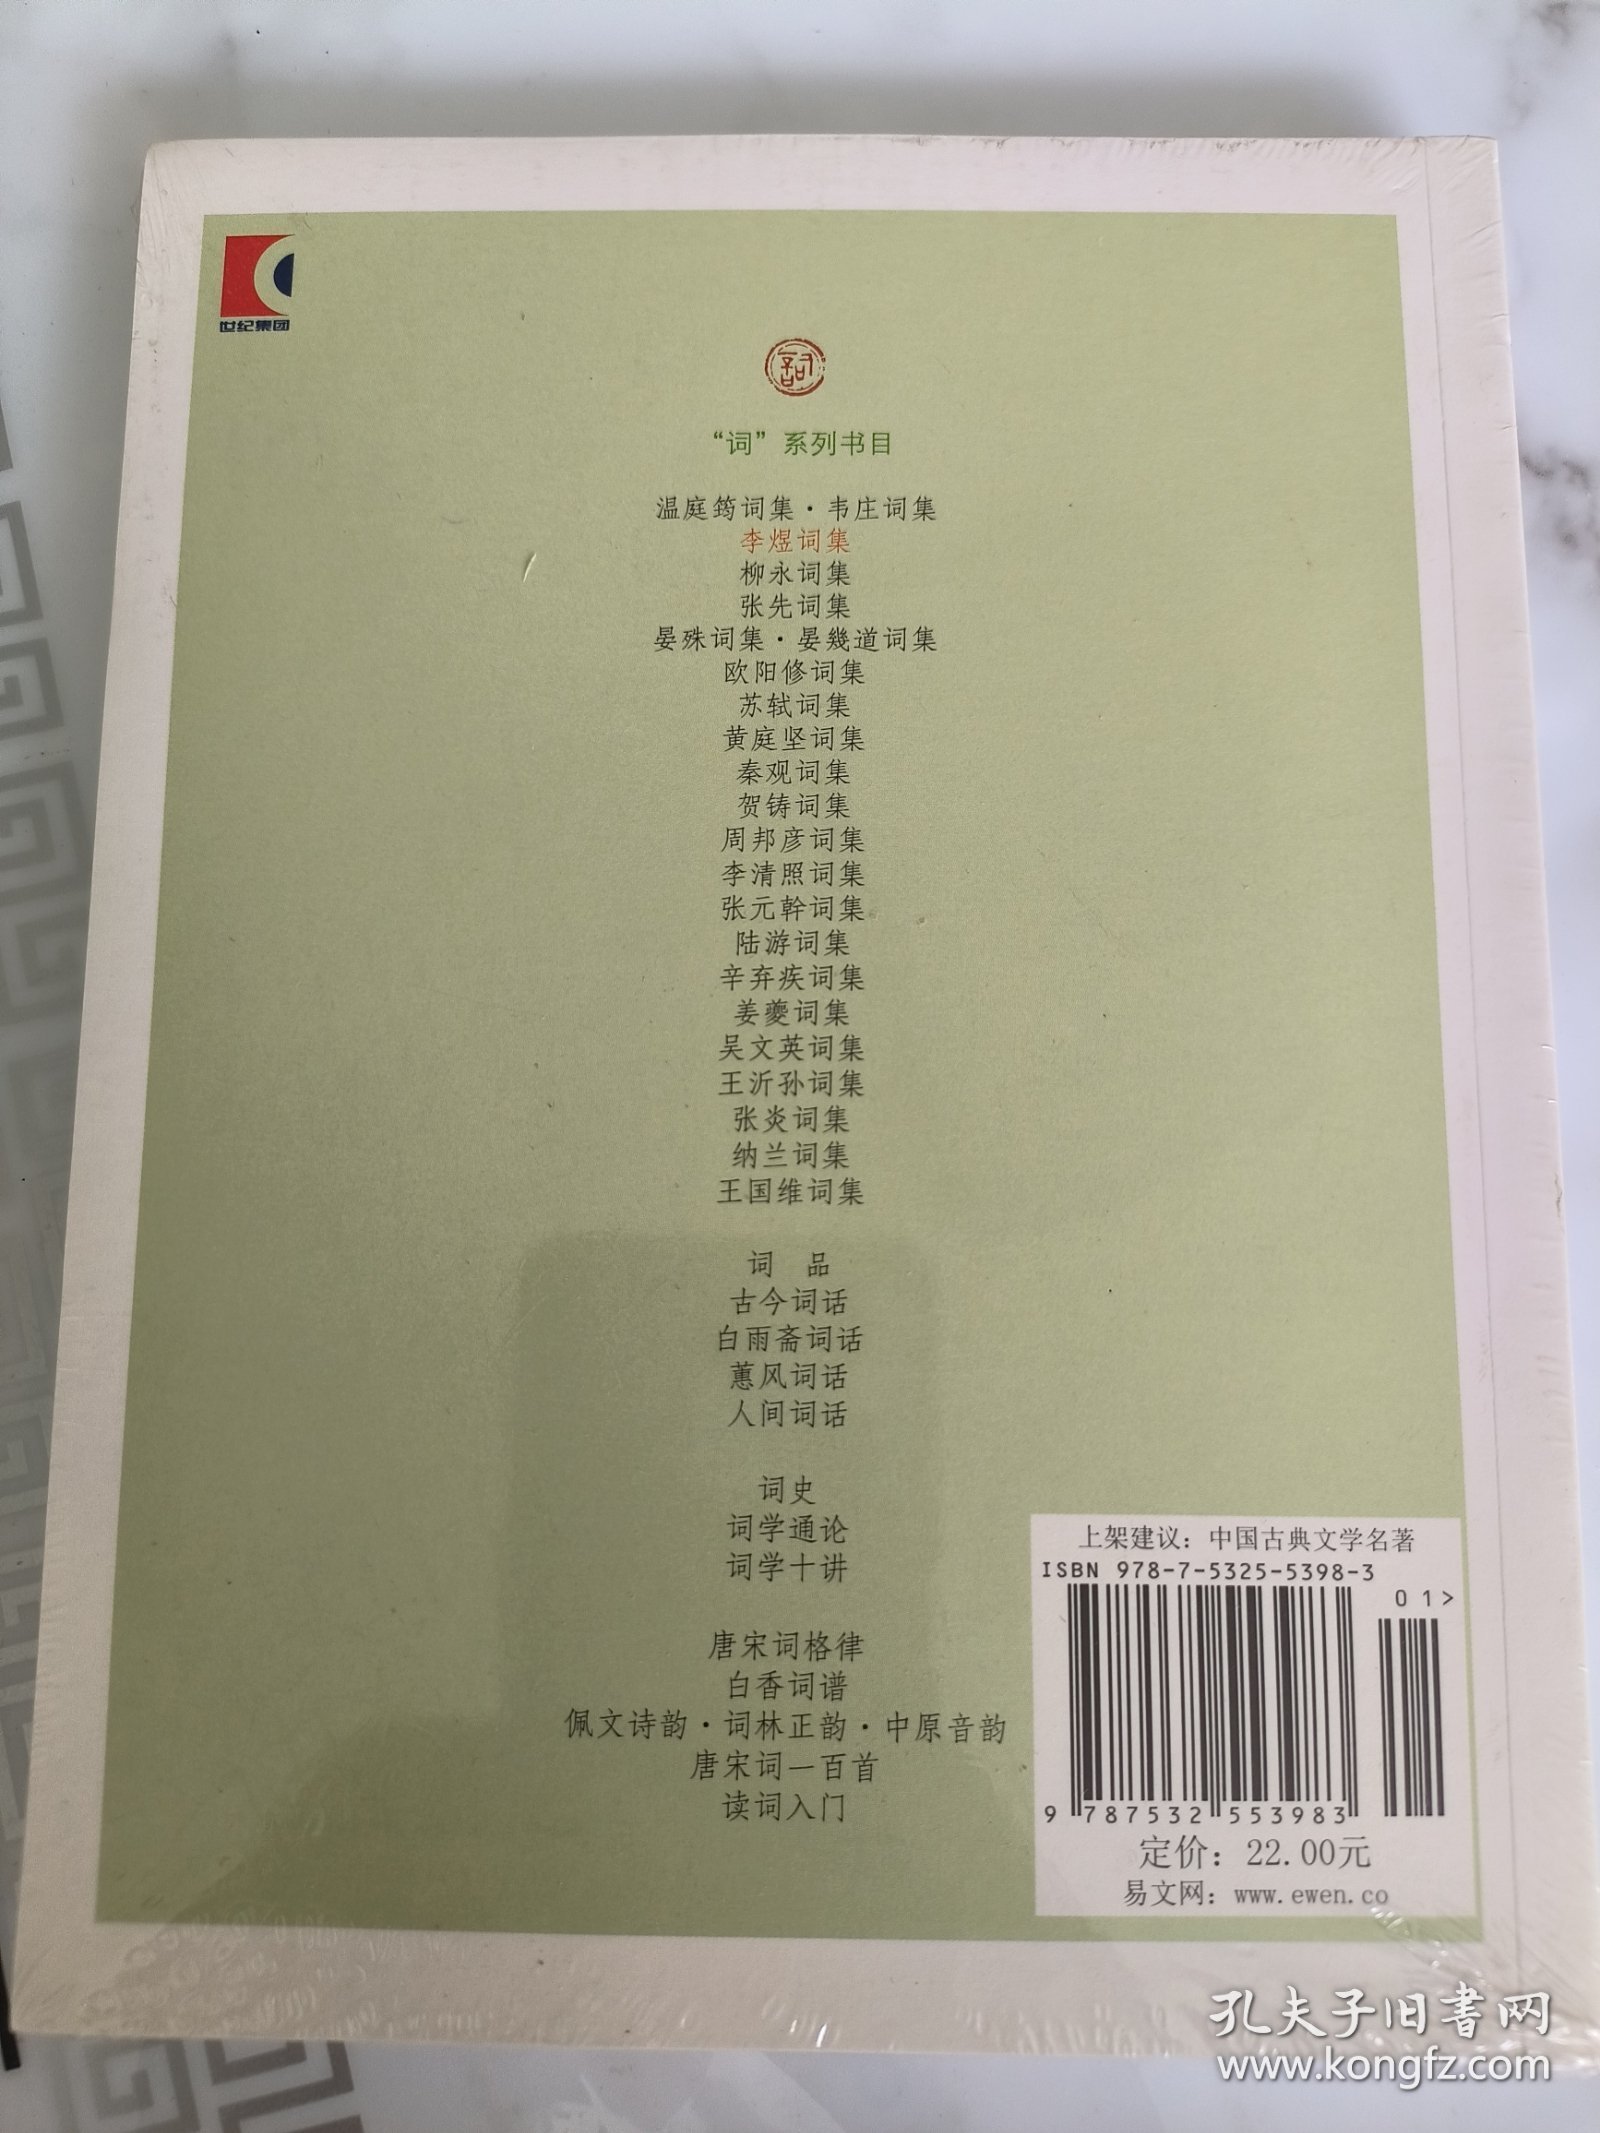 世纪集团
詞
“词”系列书目
温庭筠词集·韦庄词集
李煜词集
柳永词集
张先词集
晏殊词集·晏幾道词集
欧阳修词集
苏轼词集
黄庭坚词集
秦观词集
贺铸词集
周邦彦词集
李清照词集
张元幹词集
陆游词集
辛弃疾词集
姜夔词集
吴文英词集
王沂孙词集
张炎词集
纳兰词集
王国维词集
词 品
古今词话
白雨斋词话
蕙风词话
人间词话
词史
词学通论
词学十讲
唐宋词格律
白香词谱
佩文诗韵·词林正韵·中原音韵
唐宋词一百首
读词入门
上架建议：中国古典文学名著
ISBN 978-7-5325-5398-3
01>
9 787532 553983
定价：22.00元
易文网：www.ewen.co
孔夫子旧书网
www.kongfz.com